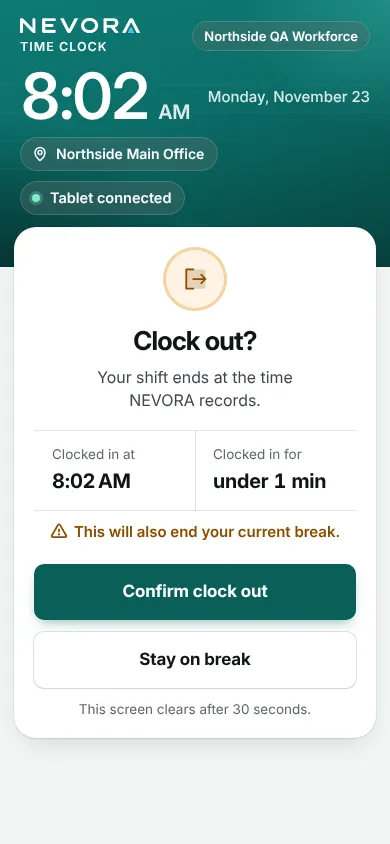 NEVORA
TIME CLOCK
Northside QA Workforce
8:02 AM
Monday, November 23
Northside Main Office
Tablet connected
Clock out?
Your shift ends at the time
NEVORA records.
Clocked in at
8:02 AM
Clocked in for
under 1 min
This will also end your current break.
Confirm clock out
Stay on break
This screen clears after 30 seconds.